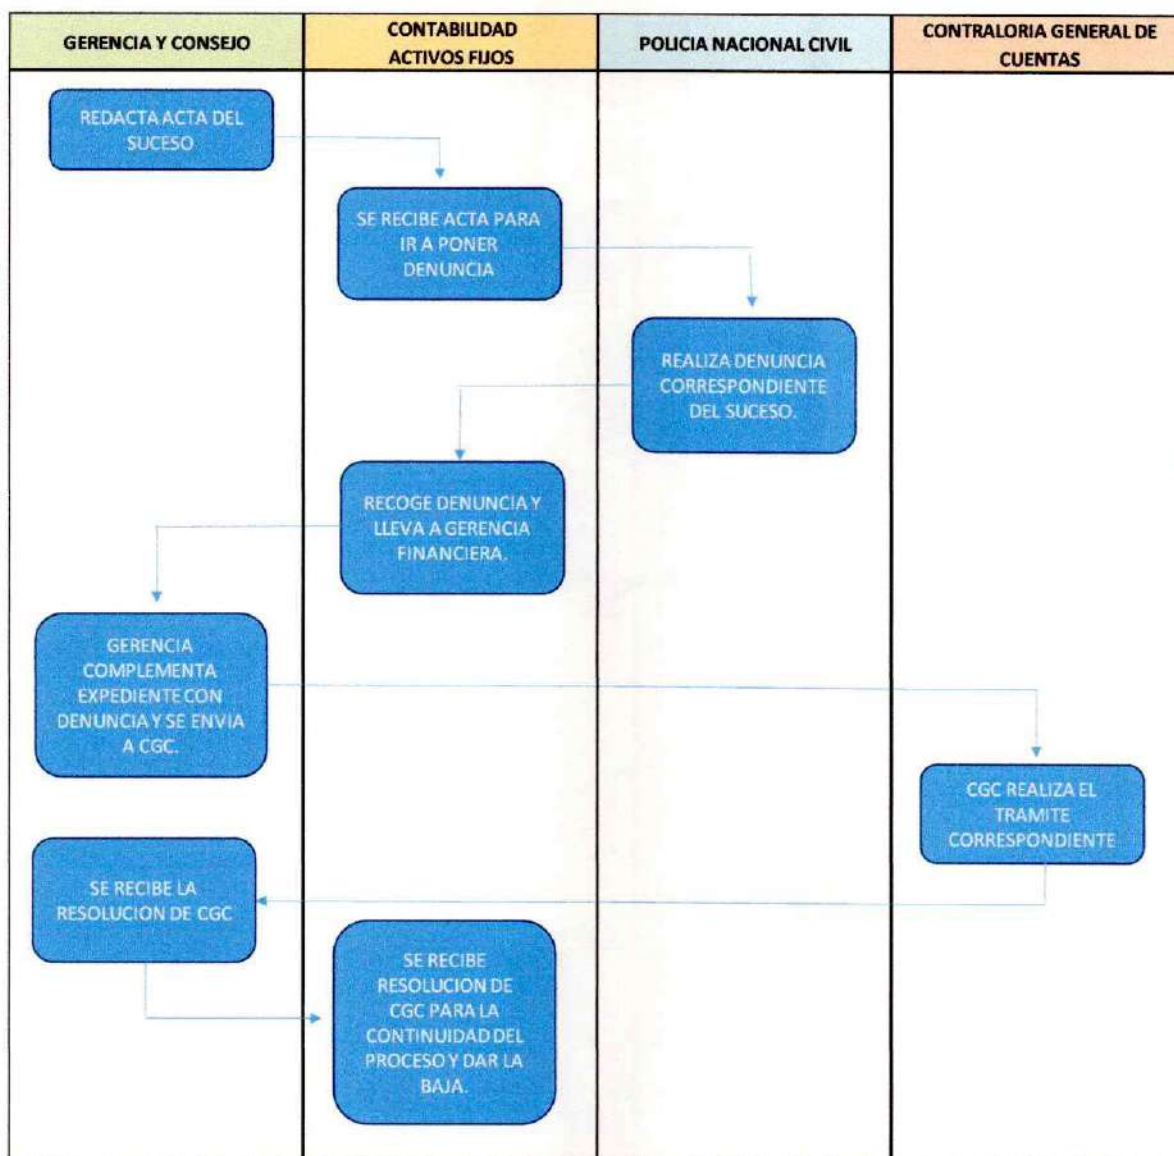 GERENCIA Y CONSEJO
CONTABILIDAD
ACTIVOS FIJOS
POLICIA NACIONAL CIVIL
CONTRALORIA GENERAL DE
CUENTAS
REDACTA ACTA DEL
SUCESO
SE RECIBE ACTA PARA
IR A PONER
DENUNCIA
REALIZA DENUNCIA
CORRESPONDIENTE
DEL SUCESO.
RECOGE DENUNCIA Y
LLEVA A GERENCIA
FINANCIERA.
GERENCIA
COMPLEMENTA
EXPEDIENTE CON
DENUNCIA Y SE ENVIA
A CGC.
CGC REALIZA EL
TRAMITE
CORRESPONDIENTE
SE RECIBE LA
RESOLUCION DE CGC
SE RECIBE
RESOLUCION DE
CGC PARA LA
CONTINUIDAD DEL
PROCESO Y DAR LA
BAJA.